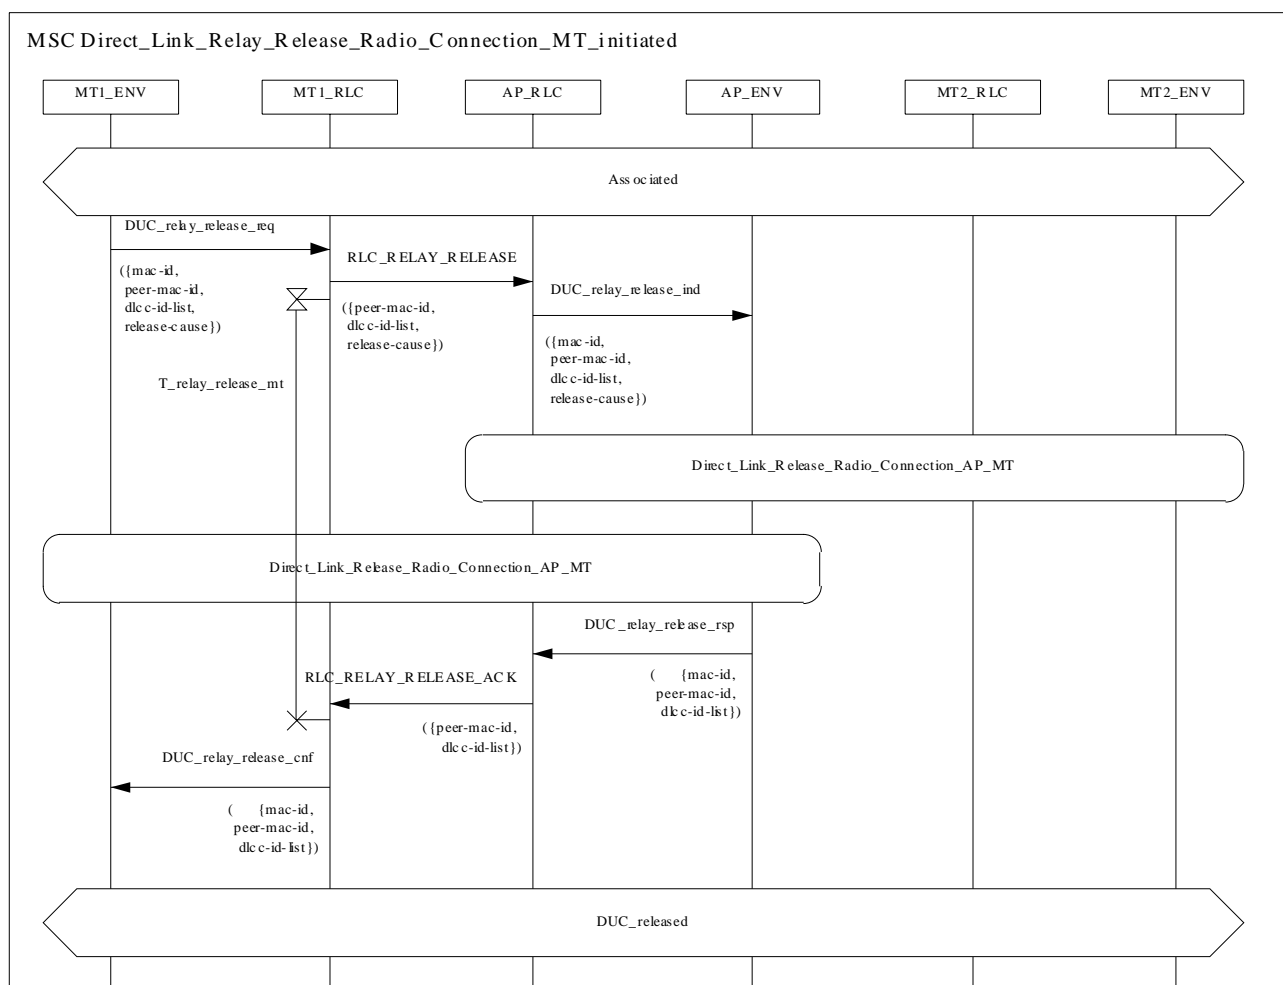 MSC Direct_Link_Relay_Release_Radio_Connection_MT_initiated
MT1_ENV
MT1_RLC
AP_RLC
AP_ENV
MT2_RLC
MT2_ENV
Associated
DUC_relay_release_req
({mac-id,
peer-mac-id,
dlcc-id-list,
release-cause})
RLC_RELAY_RELEASE
({peer-mac-id,
dlcc-id-list,
release-cause})
DUC_relay_release_ind
({mac-id,
peer-mac-id,
dlcc-id-list,
release-cause})
T_relay_release_mt
Direct_Link_Release_Radio_Connection_AP_MT
Direct_Link_Release_Radio_Connection_AP_MT
DUC_relay_release_rsp
( {mac-id,
peer-mac-id,
dlcc-id-list})
RLC_RELAY_RELEASE_ACK
({peer-mac-id,
dlcc-id-list})
DUC_relay_release_cnf
( {mac-id,
peer-mac-id,
dlcc-id-list})
DUC_released